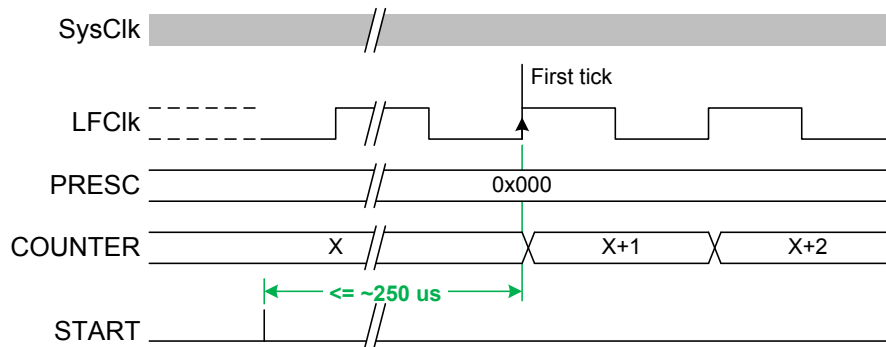 SysClk
First tick
LFClk
PRESC
0x000
COUNTER
X
X+1
X+2
<= ~250 us
START